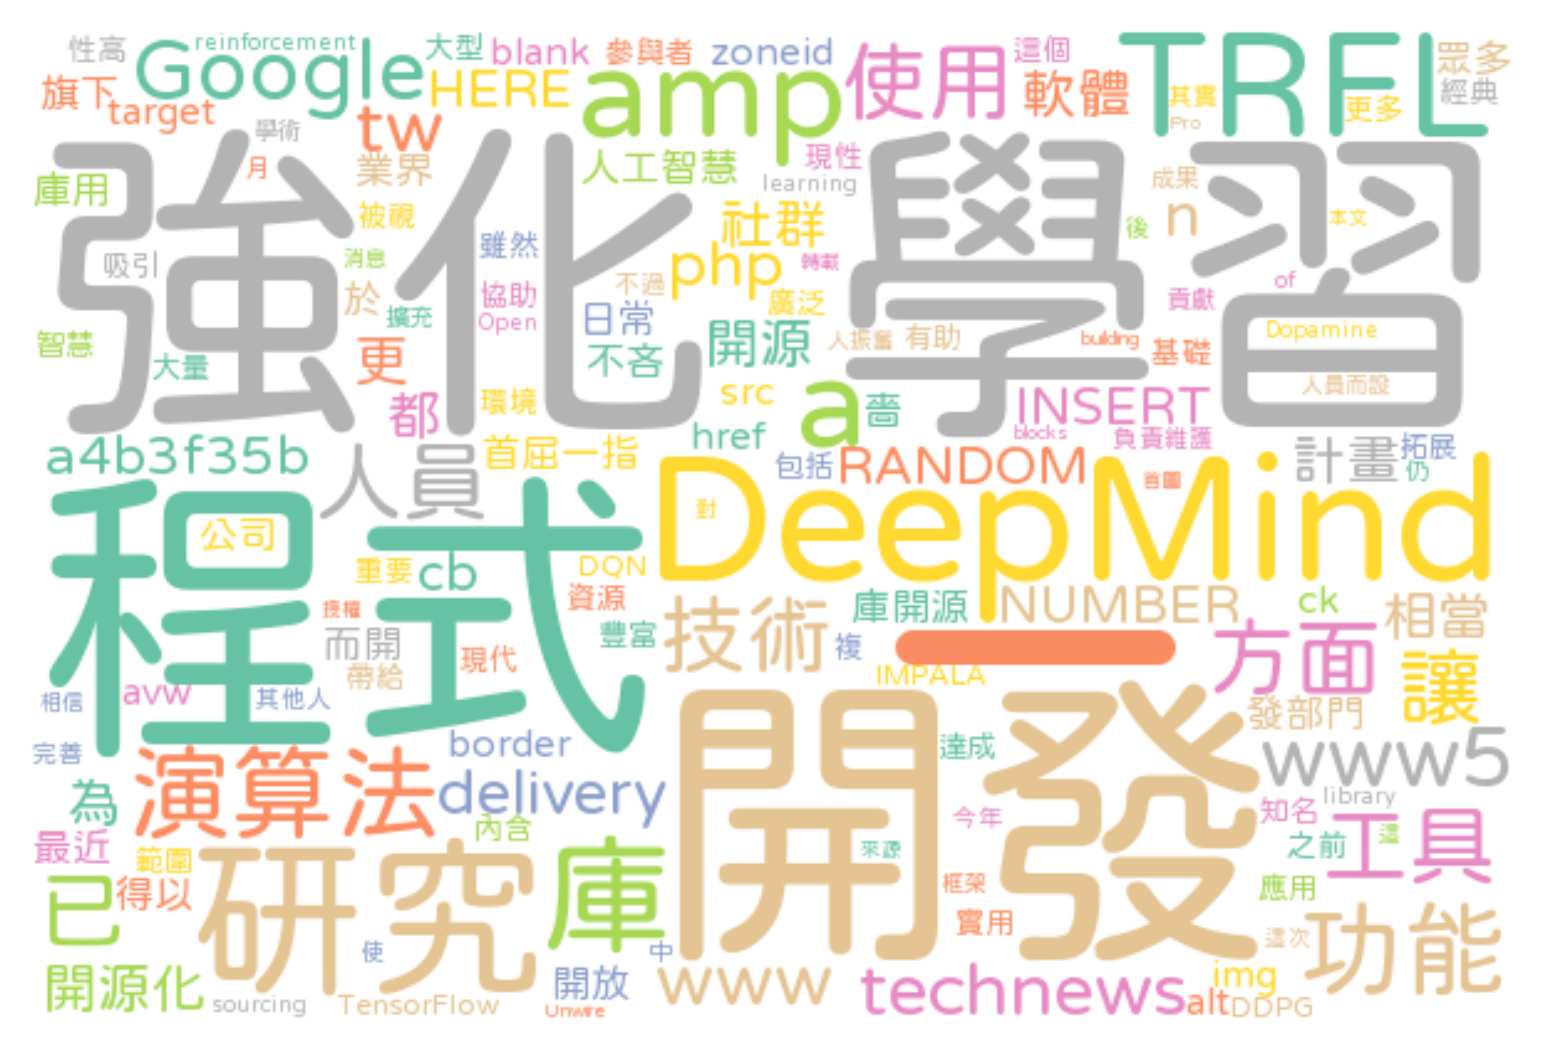 性高 reinforcement 大型 blank 參與者 zoneid 這個 TRFL 眾多
旗下 target Google HERE amp 使用 軟體 其實 更多 經典
學術 tw Pro
庫用 月 業界 人工智慧 現性 learning 成果
強化學習
被視 雖然 社群 後 n 本文
吸引 消息 php 轉載 of
於 擴充 協助 不過 廣泛 貢獻
智慧 Open 日常 開源 人振奮 有助 building 基礎 Dopamine
大量 更 不吝 人員而設
都 環境 src a 嗇 INSERT
a4b3f35b 人員 首屈一指 href 包括 RANDOM blocks 負責維護 計畫 拓展
首圖 仍
程式 公司 對 DeepMind
重要 cb DQN
授權 資源 庫開源 NUMBER ck 相當
而開 現代 豐富 技術 複 一 方面 讓
相信 avw 其他人 帶給 IMPALA 發部門
完善 border 達成 www5
為 演算法 delivery 開發 library
最近 內含 今年 知名 之前 工具 這
範圍 來源
已 得以 研究 庫 框架 應用
實用 這次 功能
使 中
開源化 sourcing TensorFlow 開放 Unwire www technews alt img DDPG